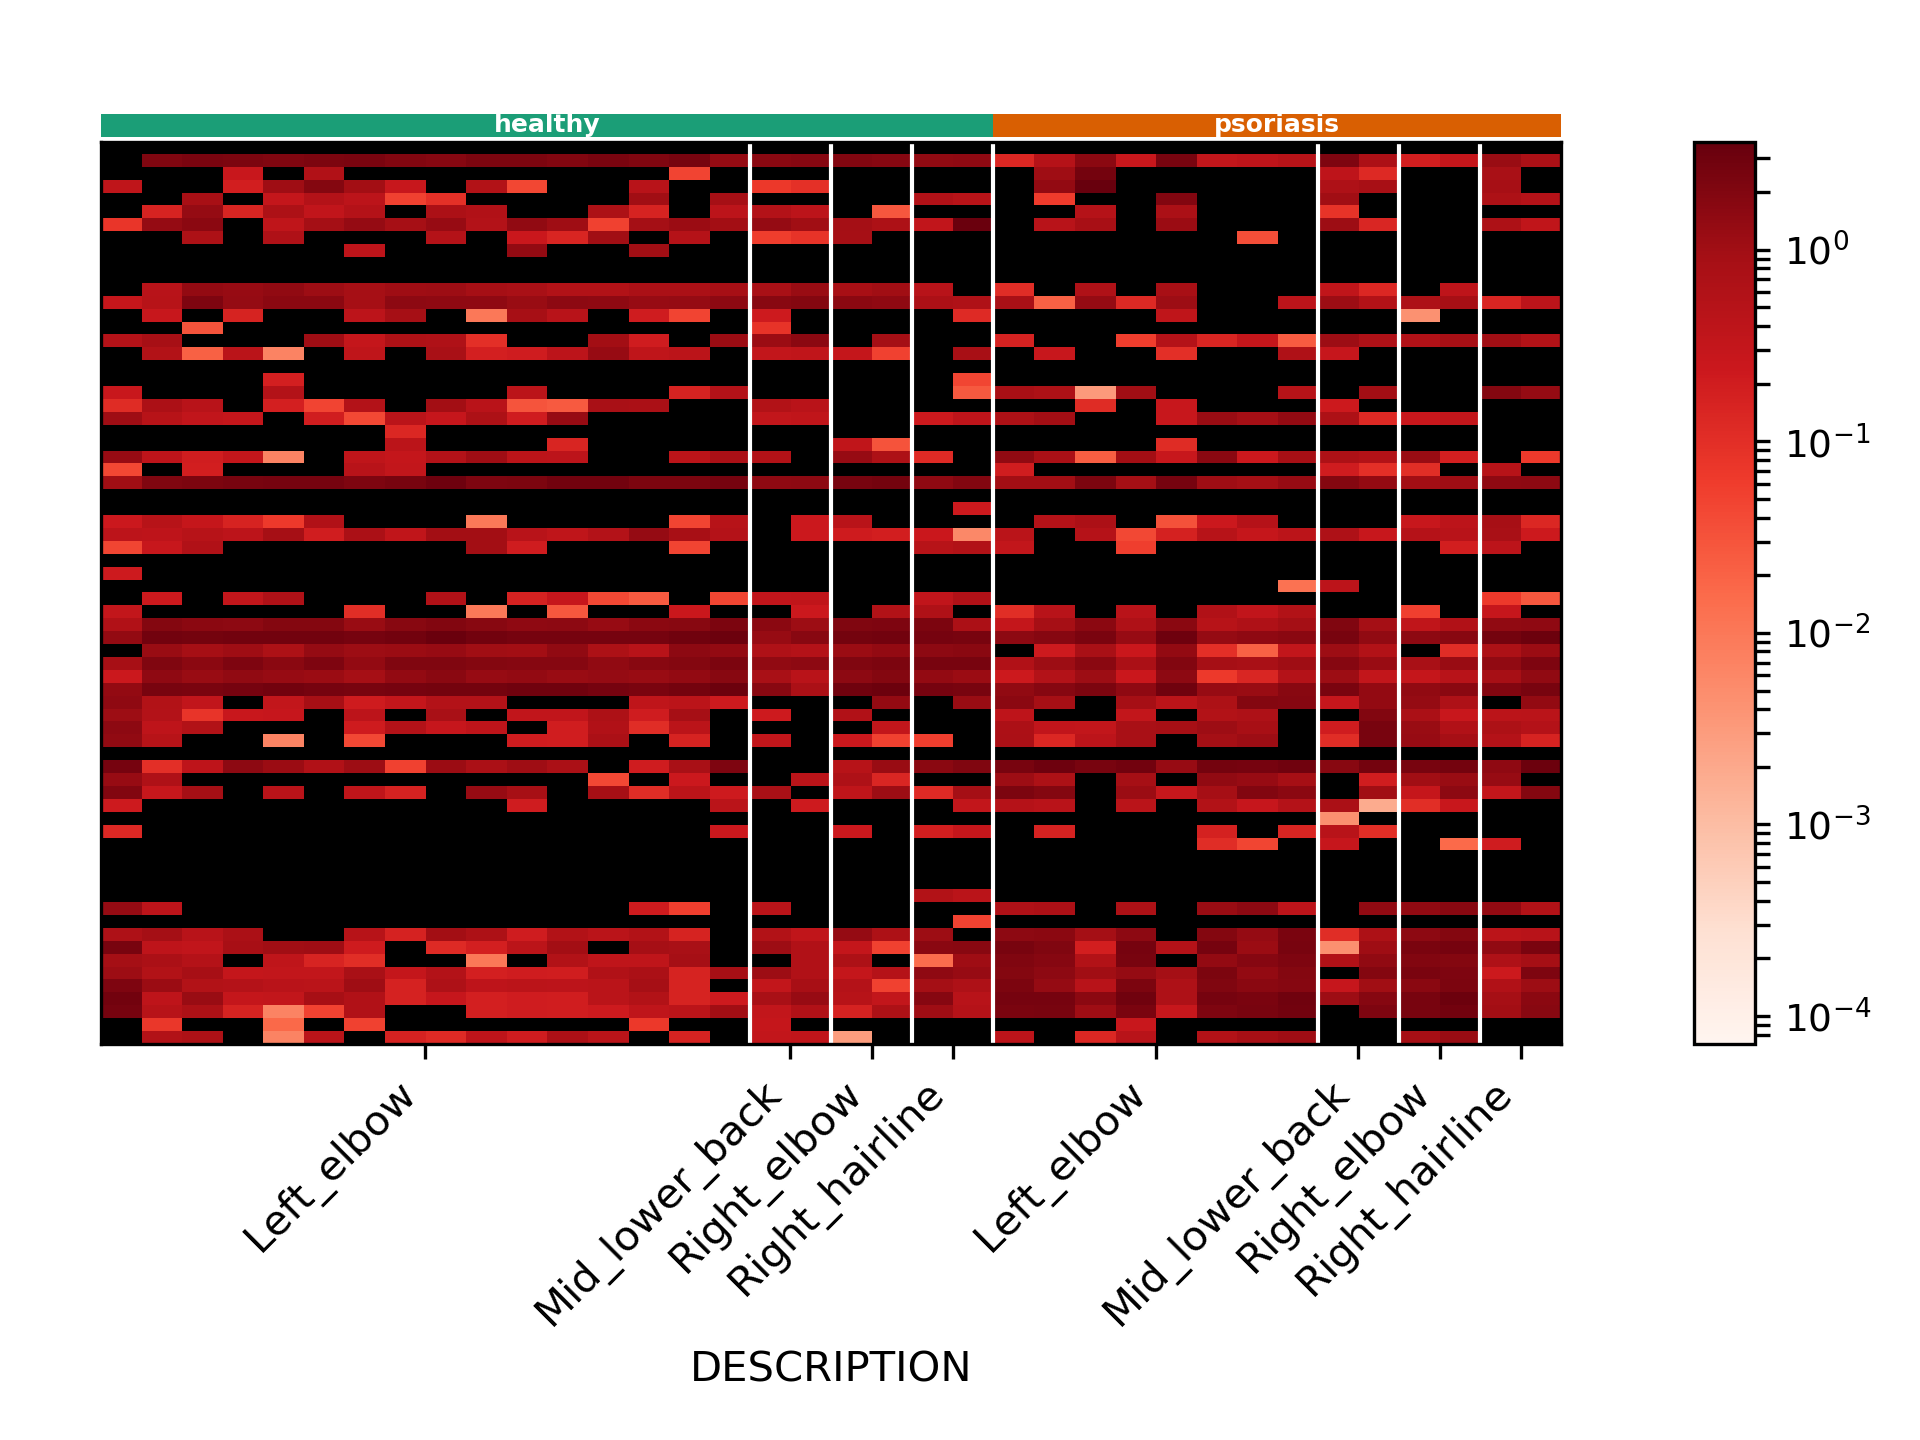 healthy
psoriasis
10⁰
10⁻¹
10⁻²
10⁻³
10⁻⁴
Left_elbow
Mid_lower_back
Right_elbow
Right_hairline
Left_elbow
Mid_lower_back
Right_elbow
Right_hairline
DESCRIPTION